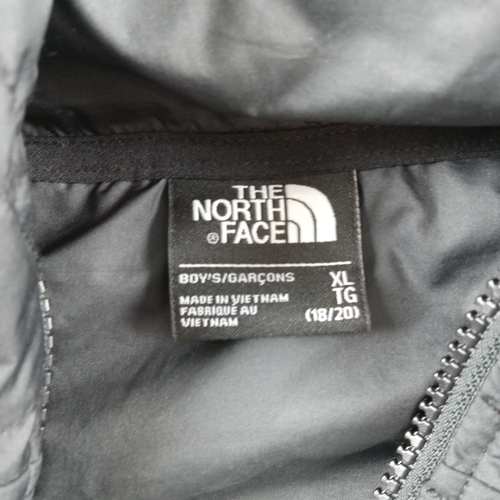 THE
NORTH
® FACE
BOY'S/GARÇONS XL
MADE IN VIETNAM TG
FABRIQUE AU
VIETNAM (18/20)